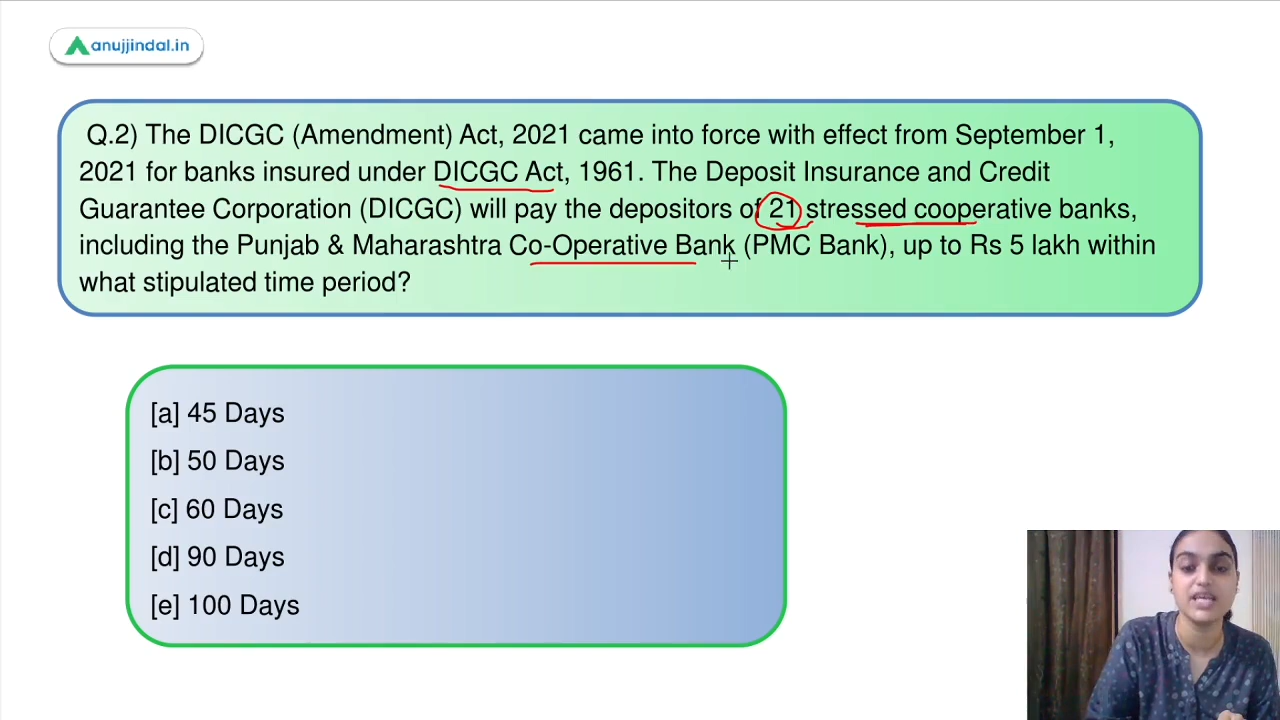 anujjindal.in
Q.2) The DICGC (Amendment) Act, 2021 came into force with effect from September 1,
2021 for banks insured under DICGC Act, 1961. The Deposit Insurance and Credit
Guarantee Corporation (DICGC) will pay the depositors of 21 stressed cooperative banks,
including the Punjab & Maharashtra Co-Operative Bank (PMC Bank), up to Rs 5 lakh within
what stipulated time period?
[a] 45 Days
[b] 50 Days
[c] 60 Days
[d] 90 Days
[e] 100 Days